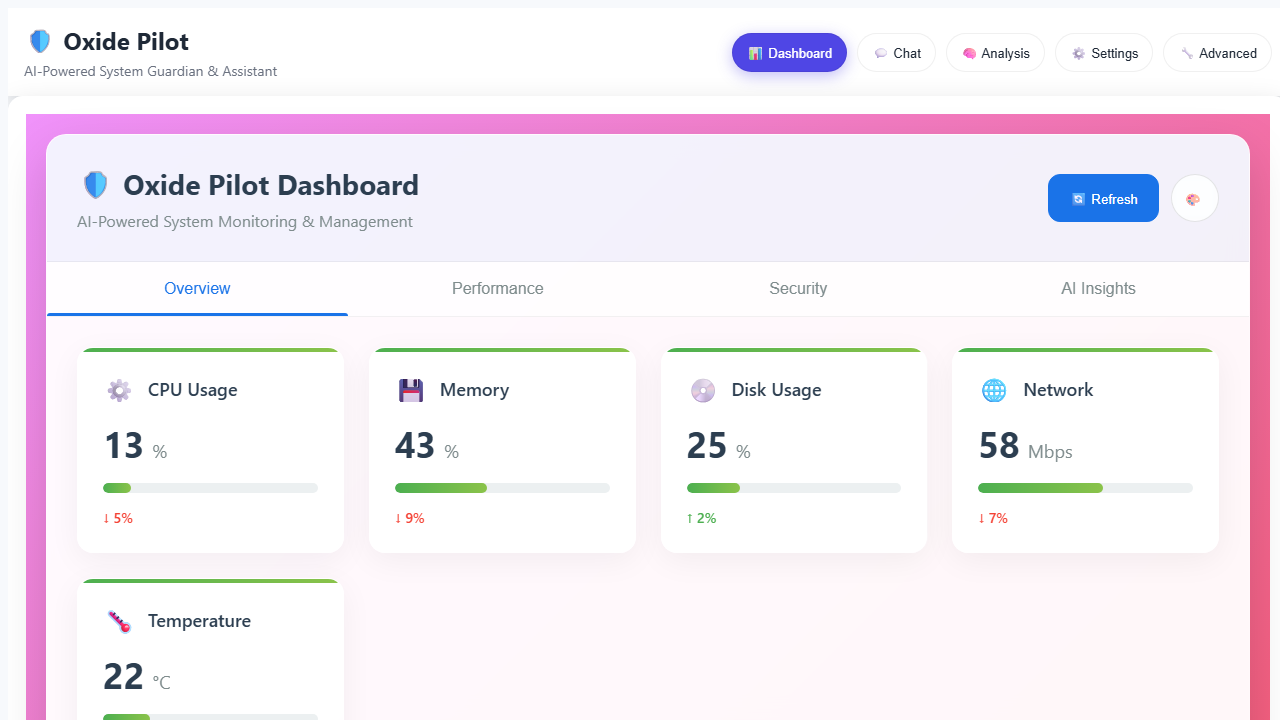 Oxide Pilot
AI-Powered System Guardian & Assistant
Dashboard
Chat
Analysis
Settings
Advanced
Oxide Pilot Dashboard
AI-Powered System Monitoring & Management
Refresh
Overview
Performance
Security
AI Insights
CPU Usage
13 %
↓ 5%
Memory
43 %
↓ 9%
Disk Usage
25 %
↑ 2%
Network
58 Mbps
↓ 7%
Temperature
22 °C